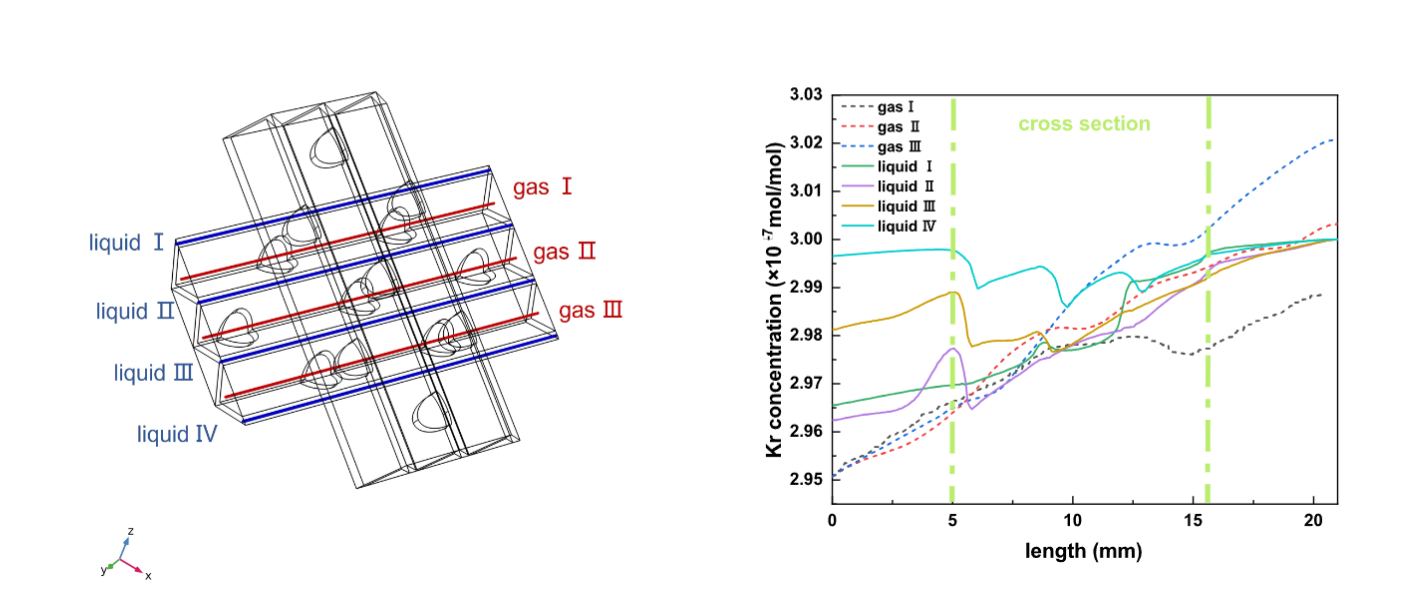 liquid Ⅰ
liquid Ⅱ
liquid Ⅲ
liquid Ⅳ
gas Ⅰ
gas Ⅱ
gas Ⅲ
z
y
x
Kr concentration (×10⁻⁷mol/mol)
3.03
3.02
3.01
3.00
2.99
2.98
2.97
2.96
2.95
gas Ⅰ
gas Ⅱ
gas Ⅲ
liquid Ⅰ
liquid Ⅱ
liquid Ⅲ
liquid Ⅳ
cross section
0 5 10 15 20
length (mm)